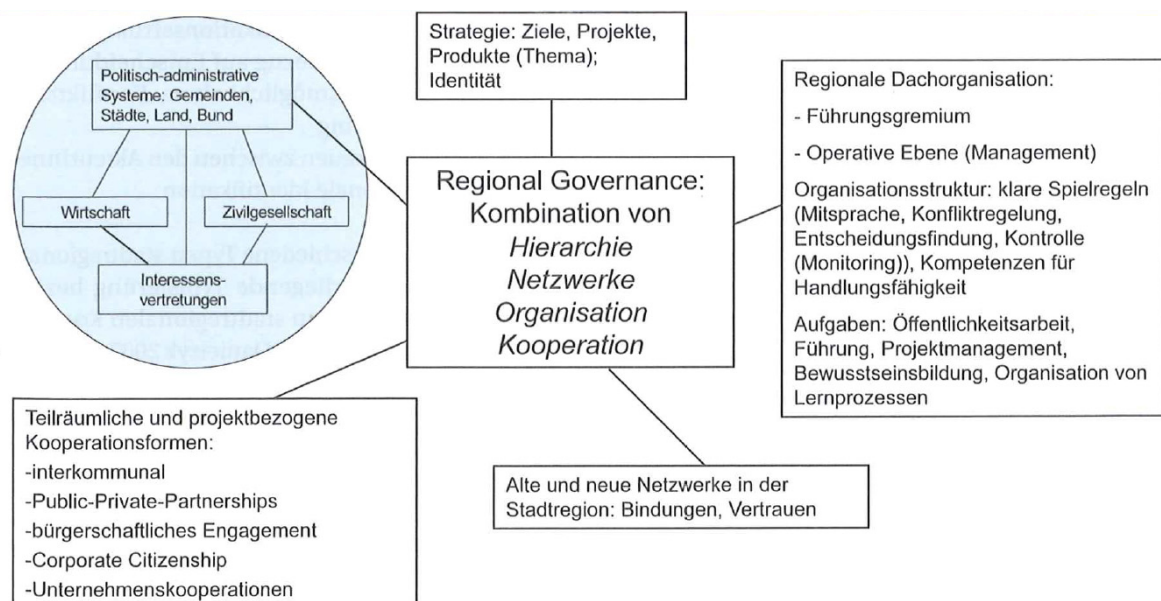 Politisch-administrative
Systeme: Gemeinden,
Städte, Land, Bund
Wirtschaft
Zivilgesellschaft
Interessens-
vertretungen
Strategie: Ziele, Projekte,
Produkte (Thema);
Identität
Regional Governance:
Kombination von
Hierarchie
Netzwerke
Organisation
Kooperation
Regionale Dachorganisation:
- Führungsgremium
- Operative Ebene (Management)
Organisationsstruktur: klare Spielregeln
(Mitsprache, Konfliktregelung,
Entscheidungsfindung, Kontrolle
(Monitoring)), Kompetenzen für
Handlungsfähigkeit
Aufgaben: Öffentlichkeitsarbeit,
Führung, Projektmanagement,
Bewusstseinsbildung, Organisation von
Lernprozessen
Teilräumliche und projektbezogene
Kooperationsformen:
-interkommunal
-Public-Private-Partnerships
-bürgerschaftliches Engagement
-Corporate Citizenship
-Unternehmenskooperationen
Alte und neue Netzwerke in der
Stadtregion: Bindungen, Vertrauen